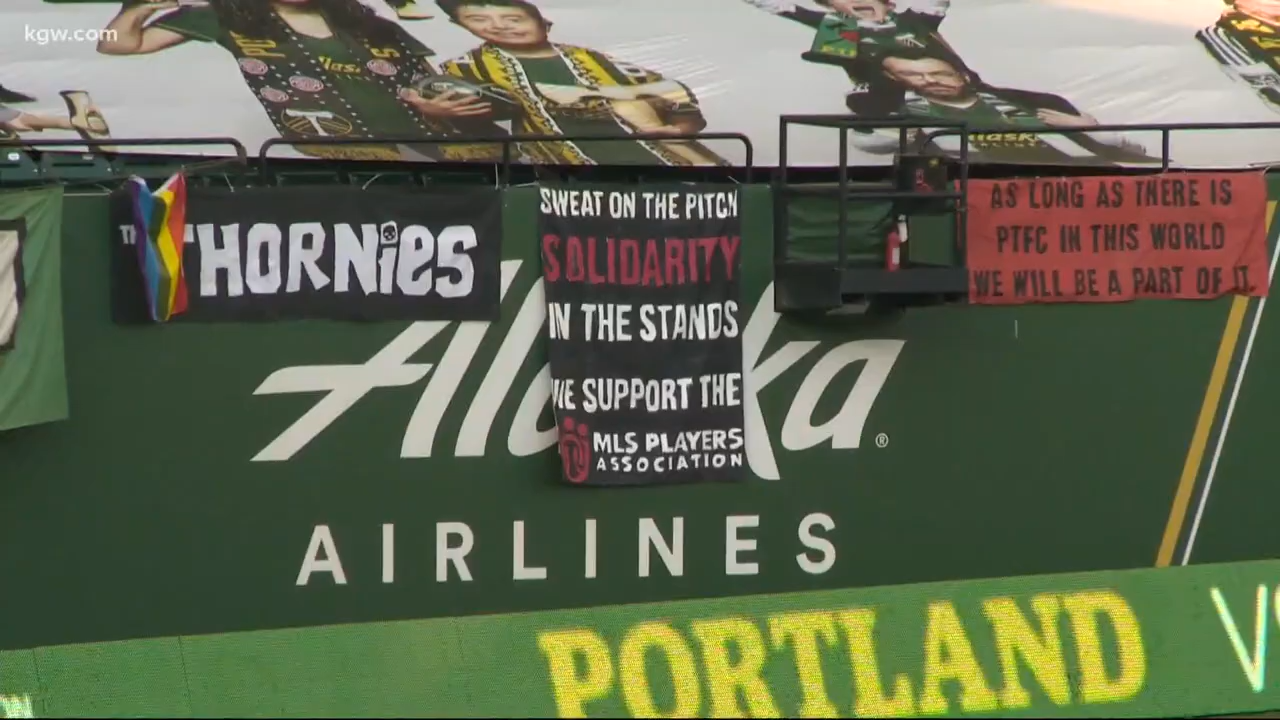 kgw.com
THORNiES
SWEAT ON THE PITCH
SOLIDARITY
IN THE STANDS
WE SUPPORT THE
MLS PLAYERS
ASSOCIATION
AS LONG AS THERE IS
PTFC IN THIS WORLD
WE WILL BE A PART OF IT.
Alaska
AIRLINES
PORTLAND